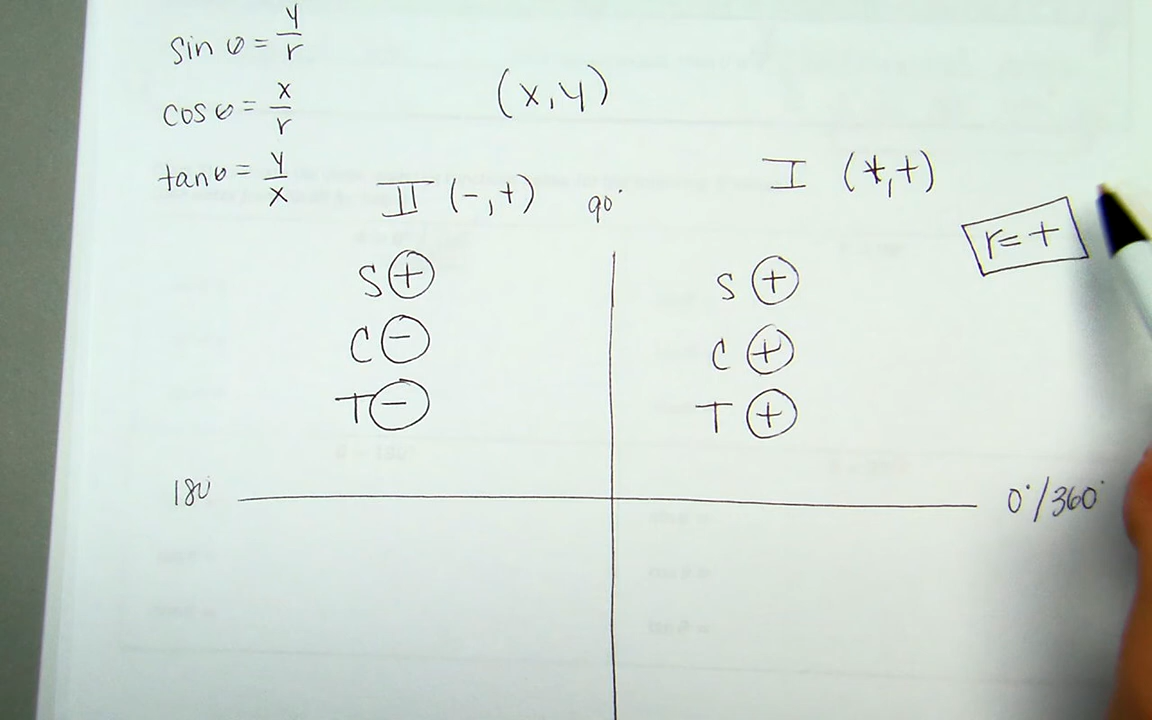 sin θ = y/r
cos θ = x/r
tan θ = y/x
(x, y)
II (-, +)
90°
I (+, +)
r = +
S +
C -
T -
S +
C +
T +
180
0°/360°